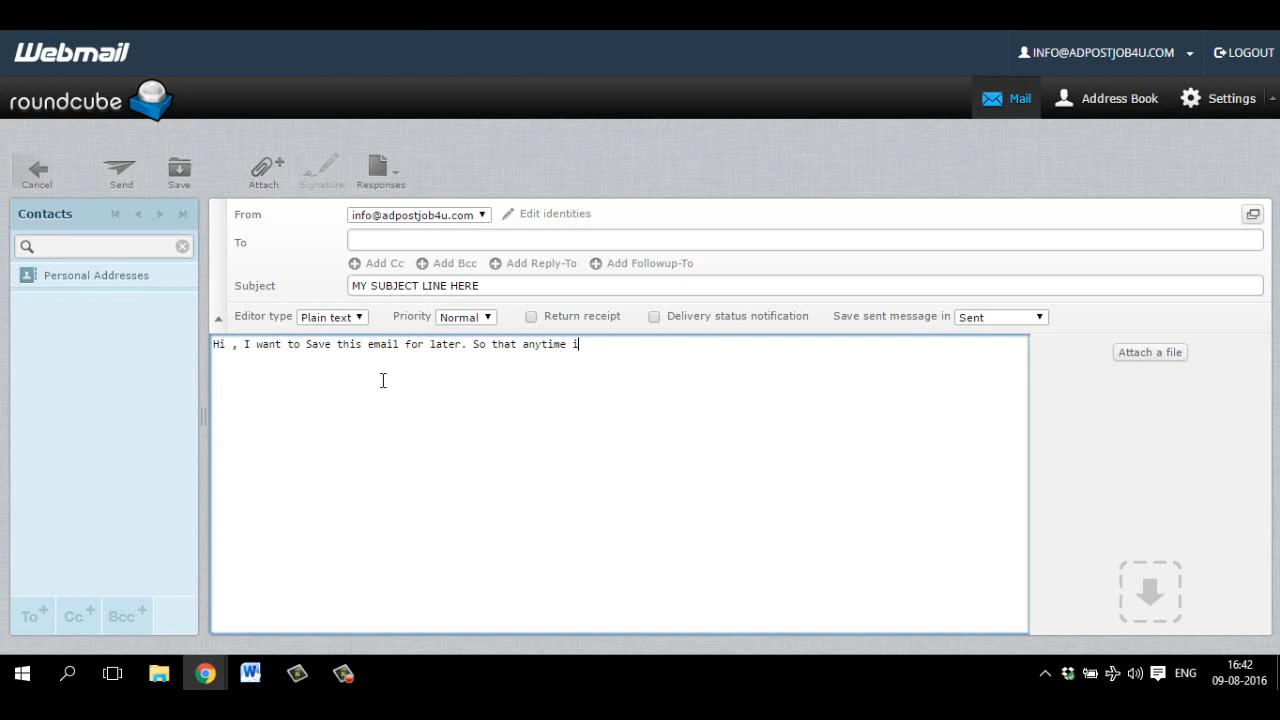 Webmail
INFO@ADPOSTJOB4U.COM LOGOUT
roundcube
Mail Address Book Settings
Cancel Send Save Attach Signature Responses
Contacts
Personal Addresses
To Cc Bcc
From info@adpostjob4u.com Edit identities
To
Add Cc Add Bcc Add Reply-To Add Followup-To
Subject MY SUBJECT LINE HERE
Editor type Plain text Priority Normal Return receipt Delivery status notification Save sent message in Sent
Hi , I want to Save this email for later. So that anytime i
Attach a file
ENG
16:42
09-08-2016